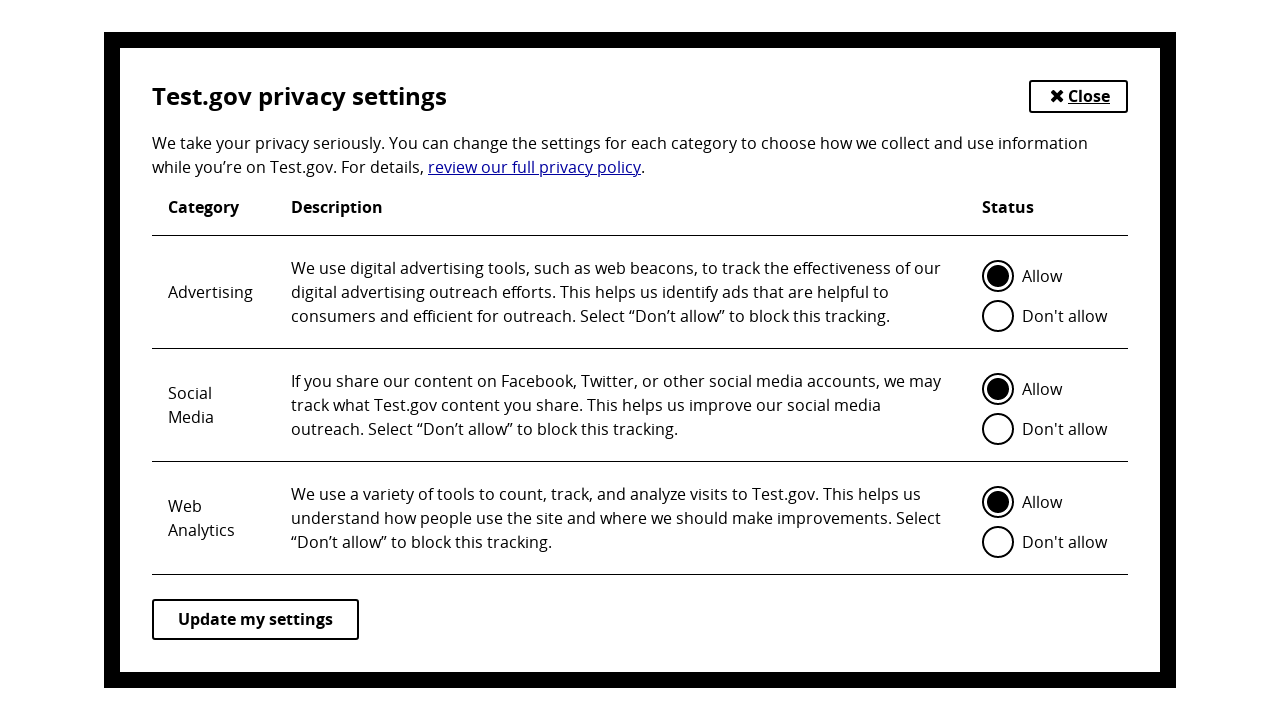 Test.gov privacy settings
✖ Close
We take your privacy seriously. You can change the settings for each category to choose how we collect and use information
while you’re on Test.gov. For details, review our full privacy policy.
Category Description Status
Advertising
We use digital advertising tools, such as web beacons, to track the effectiveness of our
digital advertising outreach efforts. This helps us identify ads that are helpful to
consumers and efficient for outreach. Select “Don’t allow” to block this tracking.
Allow
Don't allow
Social
Media
If you share our content on Facebook, Twitter, or other social media accounts, we may
track what Test.gov content you share. This helps us improve our social media
outreach. Select “Don’t allow” to block this tracking.
Allow
Don't allow
Web
Analytics
We use a variety of tools to count, track, and analyze visits to Test.gov. This helps us
understand how people use the site and where we should make improvements. Select
“Don’t allow” to block this tracking.
Allow
Don't allow
Update my settings